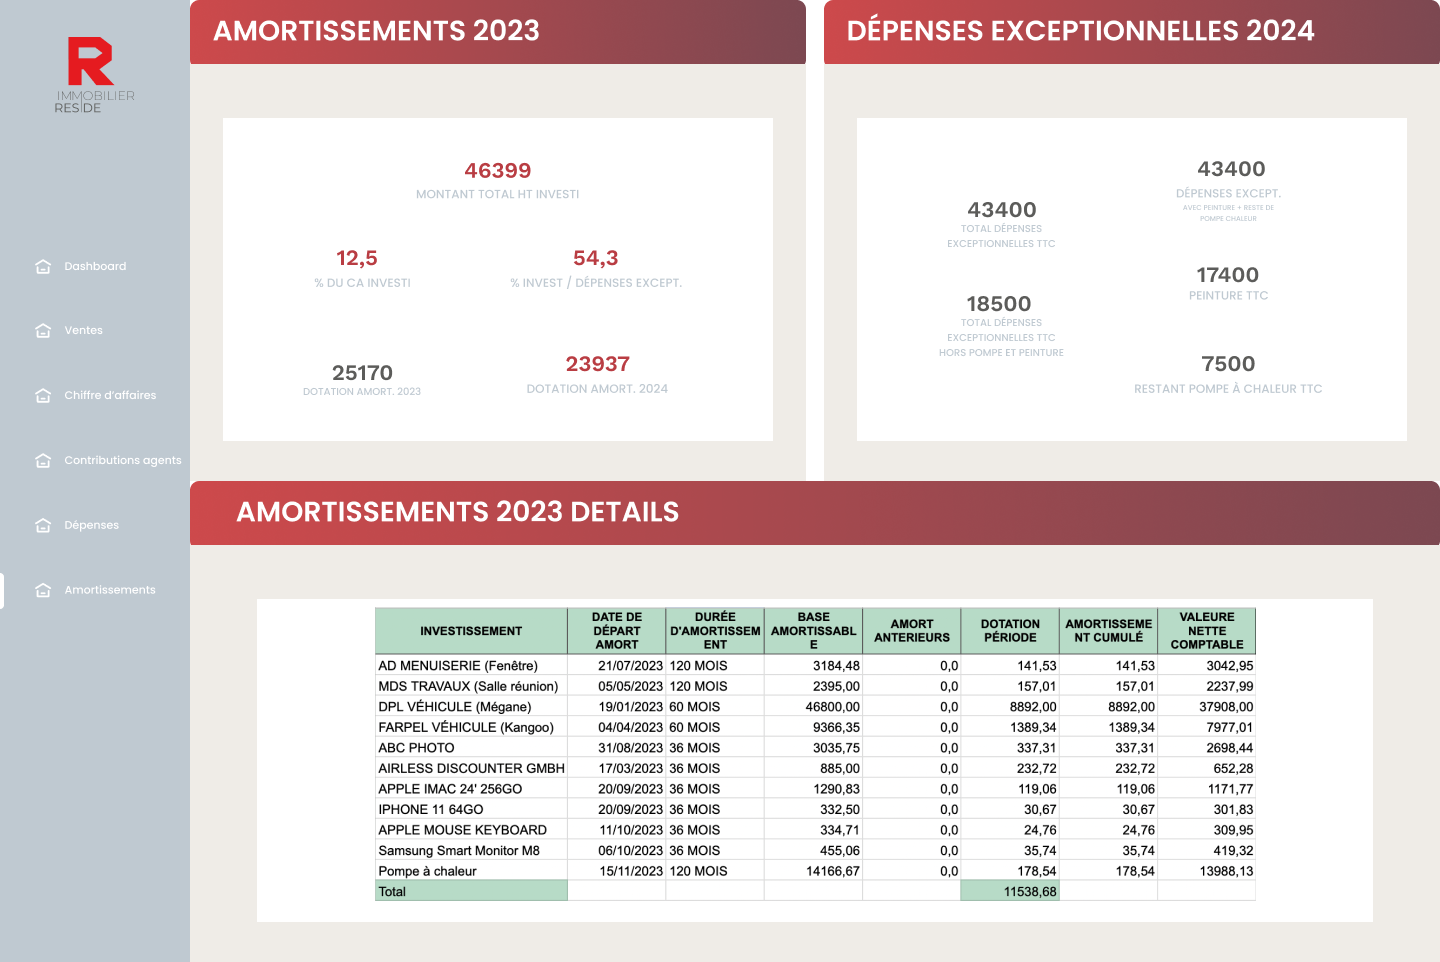 IMMOBILIER
RESIDE
Dashboard
Ventes
Chiffre d'affaires
Contributions agents
Dépenses
Amortissements
AMORTISSEMENTS 2023
46399
MONTANT TOTAL HT INVESTI
12,5
% DU CA INVESTI
54,3
% INVEST / DÉPENSES EXCEPT.
25170
DOTATION AMORT. 2023
23937
DOTATION AMORT. 2024
DÉPENSES EXCEPTIONNELLES 2024
43400
TOTAL DÉPENSES
EXCEPTIONNELLES TTC
18500
TOTAL DÉPENSES
EXCEPTIONNELLES TTC
HORS POMPE ET PEINTURE
43400
DÉPENSES EXCEPT.
AVEC PEINTURE + RESTE DE
POMPE CHALEUR
17400
PEINTURE TTC
7500
RESTANT POMPE À CHALEUR TTC
AMORTISSEMENTS 2023 DETAILS
INVESTISSEMENT
DATE DE
DÉPART
AMORT
DURÉE
D'AMORTISSEM
ENT
BASE
AMORTISSABL
E
AMORT
ANTERIEURS
DOTATION
PÉRIODE
AMORTISSEME
NT CUMULÉ
VALEURE
NETTE
COMPTABLE
AD MENUISERIE (Fenêtre) 21/07/2023 120 MOIS 3184,48 0,0 141,53 141,53 3042,95
MDS TRAVAUX (Salle réunion) 05/05/2023 120 MOIS 2395,00 0,0 157,01 157,01 2237,99
DPL VÉHICULE (Mégane) 19/01/2023 60 MOIS 46800,00 0,0 8892,00 8892,00 37908,00
FARPEL VÉHICULE (Kangoo) 04/04/2023 60 MOIS 9366,35 0,0 1389,34 1389,34 7977,01
ABC PHOTO 31/08/2023 36 MOIS 3035,75 0,0 337,31 337,31 2698,44
AIRLESS DISCOUNTER GMBH 17/03/2023 36 MOIS 885,00 0,0 232,72 232,72 652,28
APPLE IMAC 24' 256GO 20/09/2023 36 MOIS 1290,83 0,0 119,06 119,06 1171,77
IPHONE 11 64GO 20/09/2023 36 MOIS 332,50 0,0 30,67 30,67 301,83
APPLE MOUSE KEYBOARD 11/10/2023 36 MOIS 334,71 0,0 24,76 24,76 309,95
Samsung Smart Monitor M8 06/10/2023 36 MOIS 455,06 0,0 35,74 35,74 419,32
Pompe à chaleur 15/11/2023 120 MOIS 14166,67 0,0 178,54 178,54 13988,13
Total 11538,68